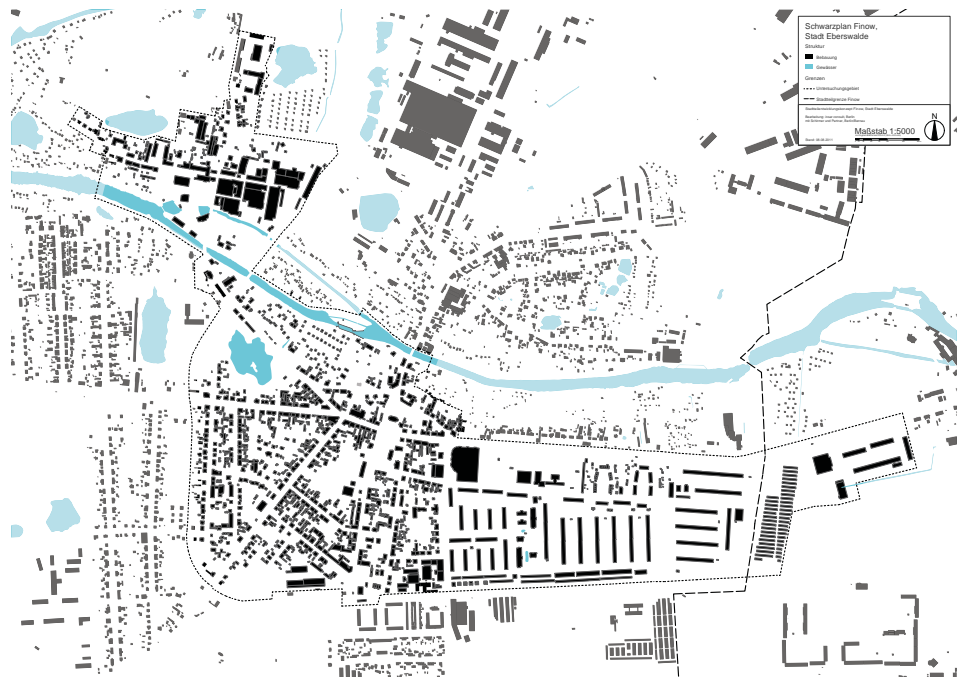 Schwarzplan Finow,
Stadt Eberswalde
Struktur
Bebauung
Gewässer
Grenzen
Untersuchungsgebiet
Stadtteilgrenze Finow
Maßstab 1:5000
N